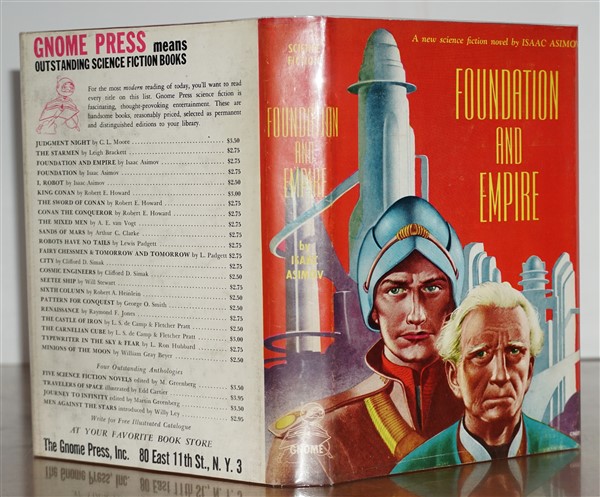 GNOME PRESS means
OUTSTANDING SCIENCE FICTION BOOKS
For the most modern reading of today, you'll want to read
every title on this list. Gnome Press science fiction is
fascinating, thought-provoking entertainment. These are
handsome books, reasonably priced, selected as permanent
and distinguished editions to your library.
JUDGMENT NIGHT by C. L. Moore $3.50
THE STARMEN by Leigh Brackett $2.75
FOUNDATION AND EMPIRE by Isaac Asimov $2.75
FOUNDATION by Isaac Asimov $2.75
I, ROBOT by Isaac Asimov $2.50
KING CONAN by Robert E. Howard $3.00
THE SWORD OF CONAN by Robert E. Howard $2.75
CONAN THE CONQUEROR by Robert E. Howard $2.75
THE MIXED MEN by A. E. van Vogt $2.75
SANDS OF MARS by Arthur C. Clarke $2.75
ROBOTS HAVE NO TAILS by Lewis Padgett $2.75
FAIRY CHESSMEN & TOMORROW AND TOMORROW by L. Padgett $2.75
CITY by Clifford D. Simak $2.75
COSMIC ENGINEERS by Clifford D. Simak $2.50
SEETEE SHIP by Will Stewart $2.75
SIXTH COLUMN by Robert A. Heinlein $2.50
PATTERN FOR CONQUEST by George O. Smith $2.50
RENAISSANCE by Raymond F. Jones $2.75
THE CASTLE OF IRON by L. S. de Camp & Fletcher Pratt $2.50
THE CARNELIAN CUBE by L. S. de Camp & Fletcher Pratt $3.00
TYPEWRITER IN THE SKY & FEAR by L. Ron Hubbard $2.75
MINIONS OF THE MOON by William Gray Beyer $2.50
Four Outstanding Anthologies
FIVE SCIENCE FICTION NOVELS edited by M. Greenberg $3.50
TRAVELERS OF SPACE illustrated by Edd Cartier $3.95
JOURNEY TO INFINITY edited by Martin Greenberg $3.50
MEN AGAINST THE STARS introduced by Willy Ley $2.95
Write for Free Illustrated Catalogue
AT YOUR FAVORITE BOOK STORE
The Gnome Press, Inc. 80 East 11th St., N. Y. 3
SCIENCE
FICTION
FOUNDATION
AND
EMPIRE
by
ISAAC
ASIMOV
GNOME
A new science fiction novel by ISAAC ASIMOV
FOUNDATION
AND
EMPIRE